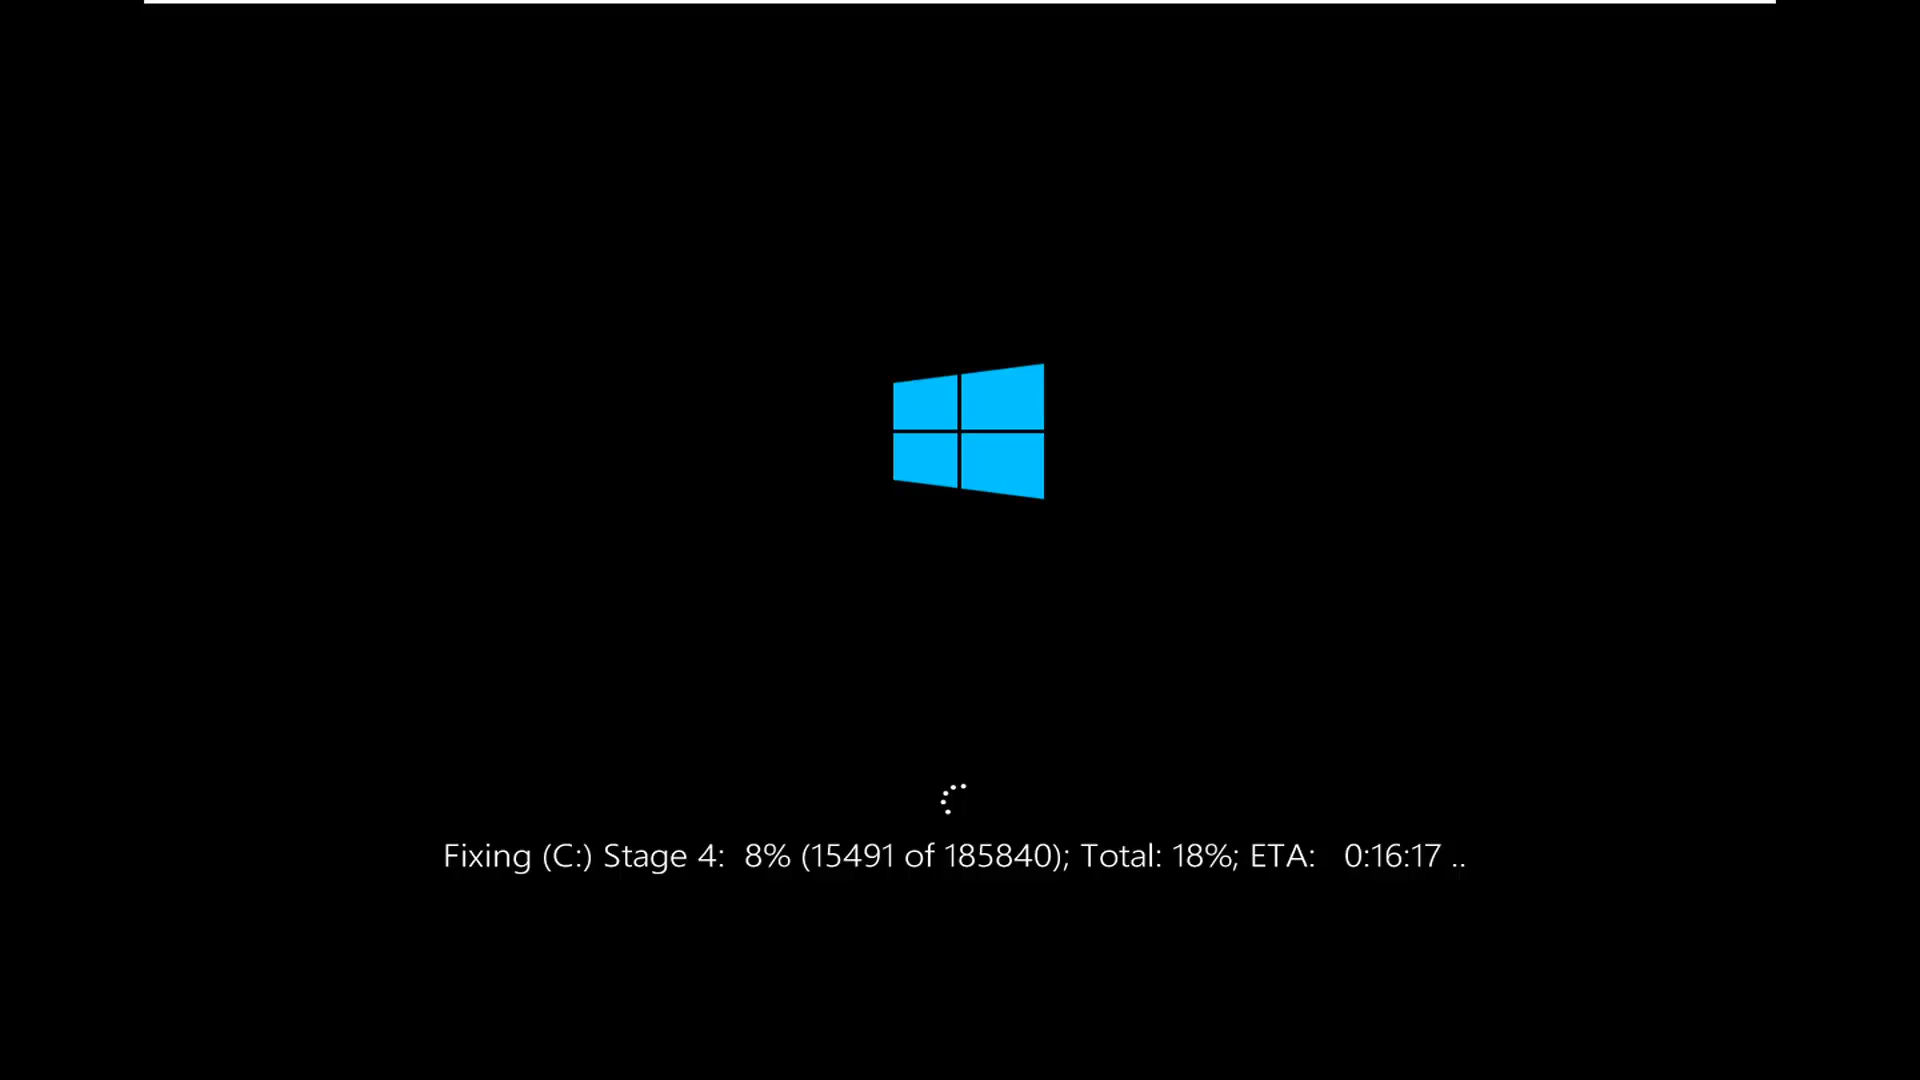 Fixing (C:) Stage 4:  8% (15491 of 185840); Total: 18%; ETA:   0:16:17 ..